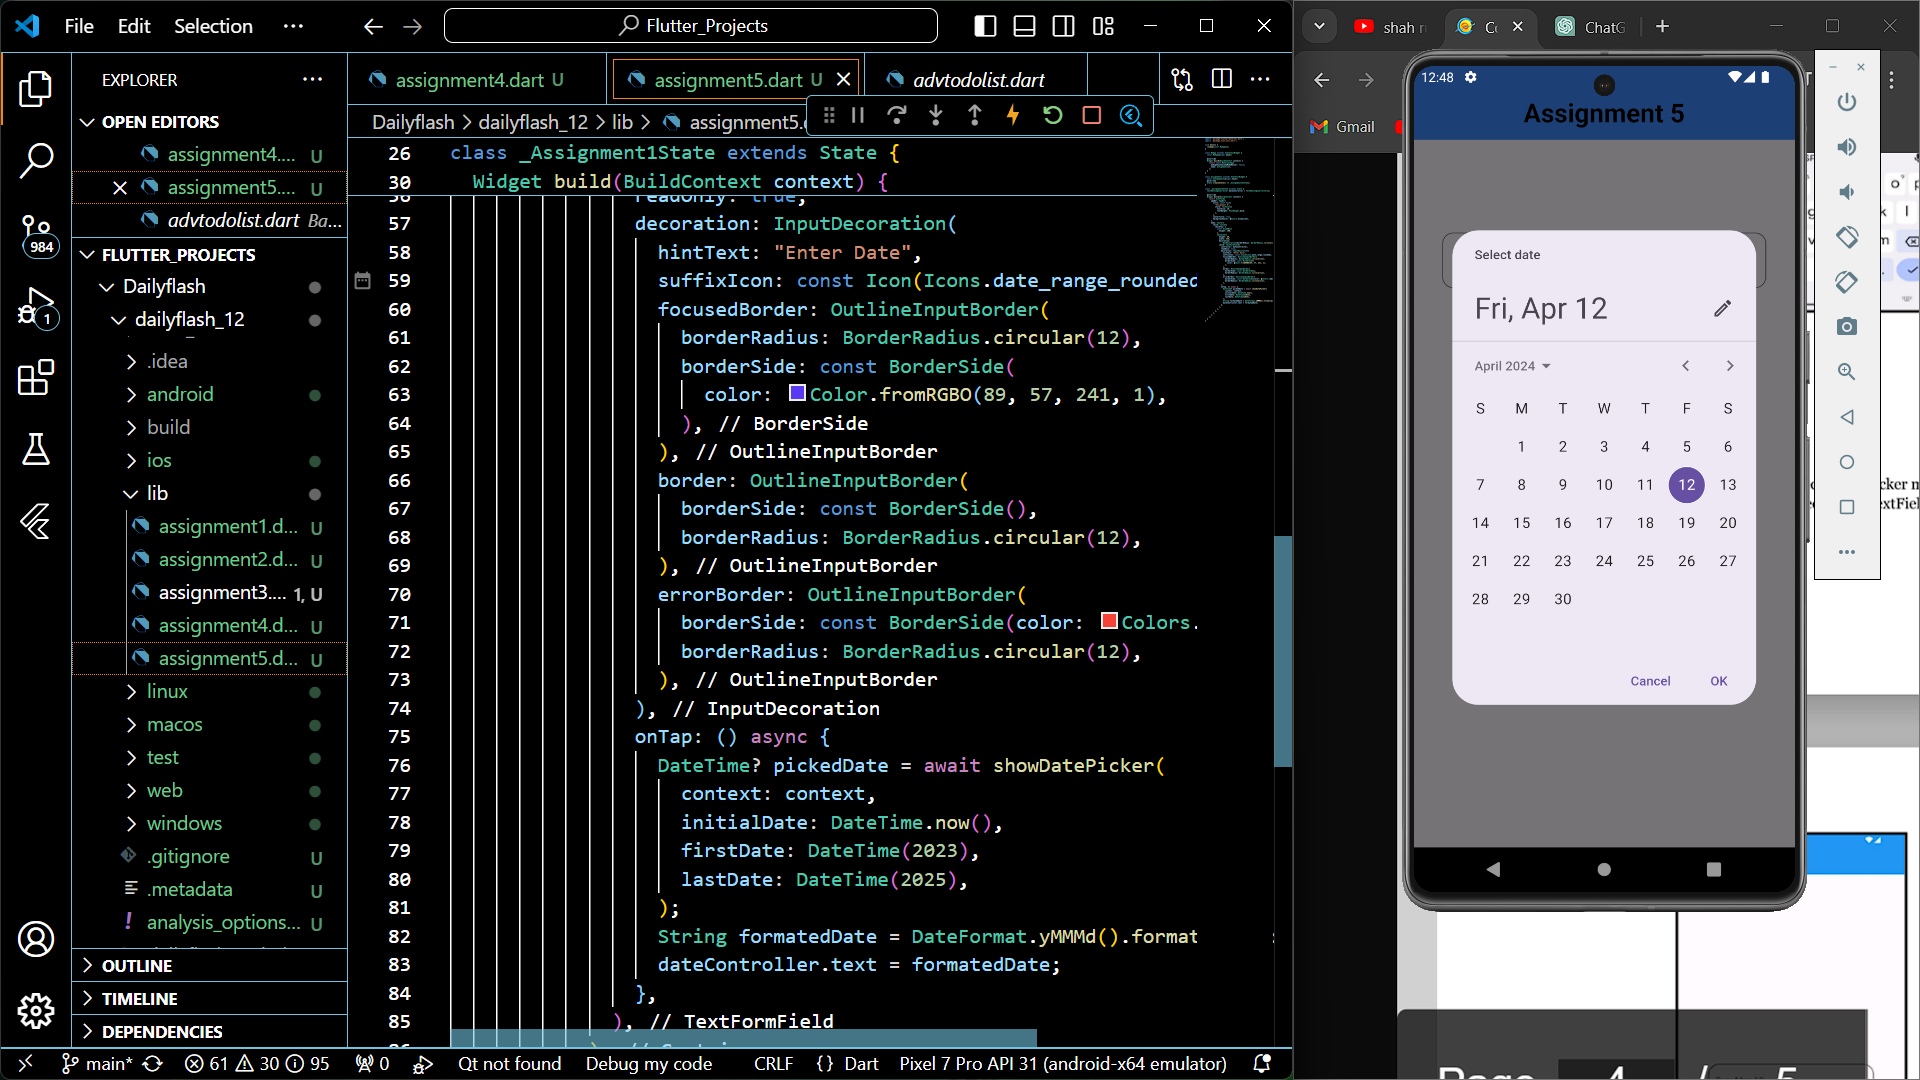 File Edit Selection ···
Flutter_Projects
EXPLORER
OPEN EDITORS
assignment4.... U
assignment5.... U
advtodolist.dart Ba...
984
FLUTTER_PROJECTS
Dailyflash
dailyflash_12
1
.idea
android
build
ios
lib
assignment1.d... U
assignment2.d... U
assignment3.... 1, U
assignment4.d... U
assignment5.d... U
linux
macos
test
web
windows
.gitignore U
.metadata U
analysis_options... U
OUTLINE
TIMELINE
DEPENDENCIES
assignment4.dart U
assignment5.dart U
advtodolist.dart
Dailyflash > dailyflash_12 > lib > assignment5.
26 class _Assignment1State extends State {
30 Widget build(BuildContext context) {
readOnly: true,
57 decoration: InputDecoration(
58 hintText: "Enter Date",
59 suffixIcon: const Icon(Icons.date_range_rounded
60 focusedBorder: OutlineInputBorder(
61 borderRadius: BorderRadius.circular(12),
62 borderSide: const BorderSide(
63 color: Color.fromRGBO(89, 57, 241, 1),
64 ), // BorderSide
65 ), // OutlineInputBorder
66 border: OutlineInputBorder(
67 borderSide: const BorderSide(),
68 borderRadius: BorderRadius.circular(12),
69 ), // OutlineInputBorder
70 errorBorder: OutlineInputBorder(
71 borderSide: const BorderSide(color: Colors.
72 borderRadius: BorderRadius.circular(12),
73 ), // OutlineInputBorder
74 ), // InputDecoration
75 onTap: () async {
76 DateTime? pickedDate = await showDatePicker(
77 context: context,
78 initialDate: DateTime.now(),
79 firstDate: DateTime(2023),
80 lastDate: DateTime(2025),
81 );
82 String formatedDate = DateFormat.yMMMd().format
83 dateController.text = formatedDate;
84 },
85 ), // TextFormField
main* 61 30 95 0 Qt not found Debug my code CRLF {} Dart Pixel 7 Pro API 31 (android-x64 emulator)
shah r
ChatG
Gmail
12:48
Assignment 5
Select date
Fri, Apr 12
April 2024
S M T W T F S
1 2 3 4 5 6
7 8 9 10 11 12 13
14 15 16 17 18 19 20
21 22 23 24 25 26 27
28 29 30
Cancel OK
cker m
extFiel
Page 4 / 5